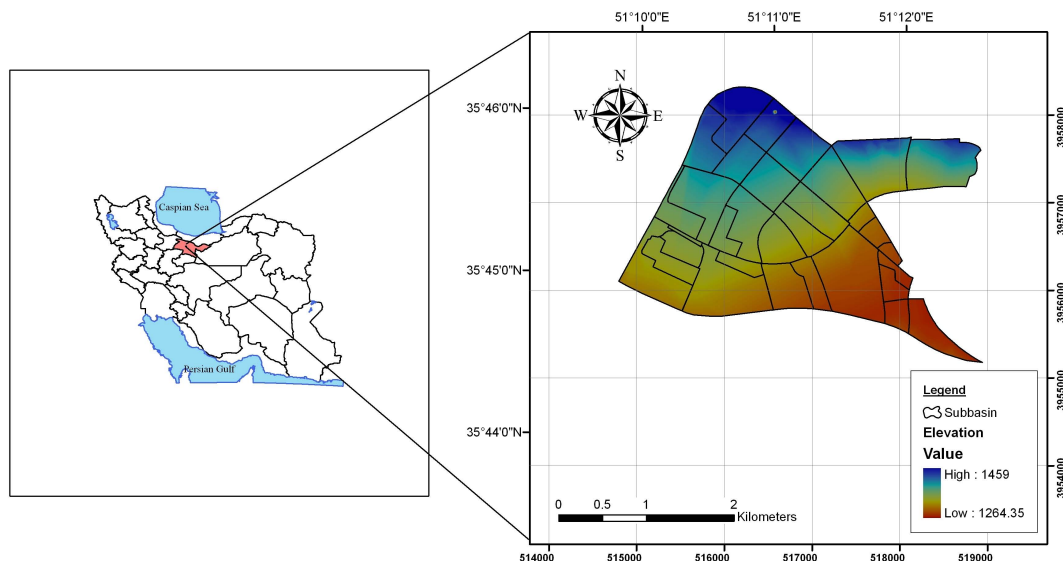 Caspian Sea
Persian Gulf
51°10'0"E
51°11'0"E
51°12'0"E
35°46'0"N
35°45'0"N
35°44'0"N
N
W
E
S
3958000
3957000
3956000
3955000
3954000
Legend
Subbasin
Elevation
Value
High : 1459
Low : 1264.35
0 0.5 1 2
Kilometers
514000 515000 516000 517000 518000 519000